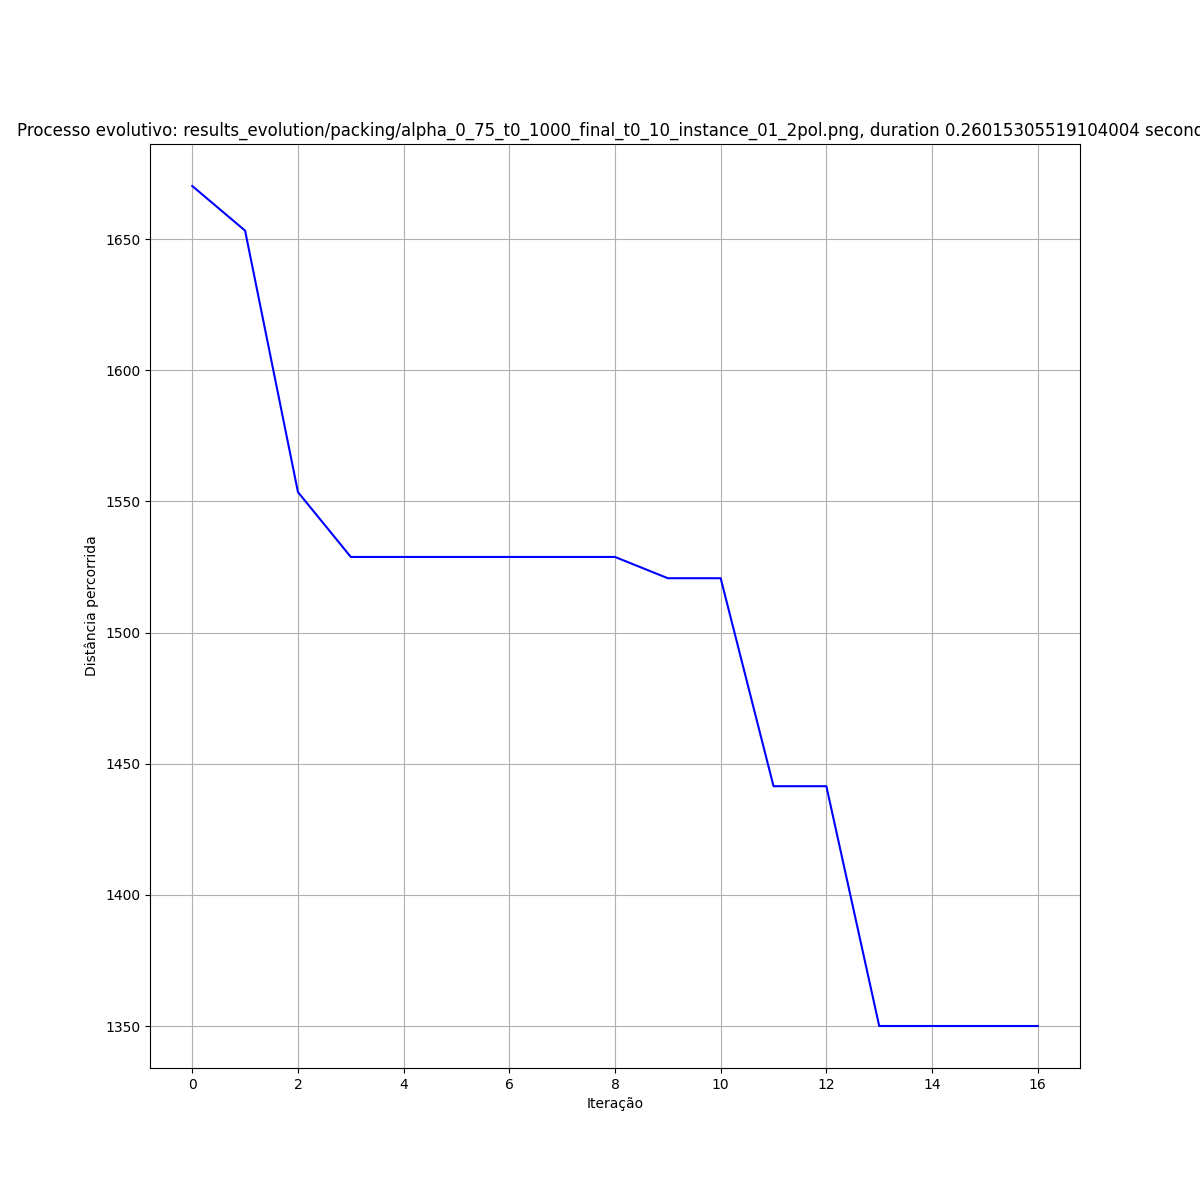 Processo evolutivo: results_evolution/packing/alpha_0_75_t0_1000_final_t0_10_instance_01_2pol.png, duration 0.26015305519104004 secon
Distância percorrida
1650
1600
1550
1500
1450
1400
1350
0 2 4 6 8 10 12 14 16
Iteração